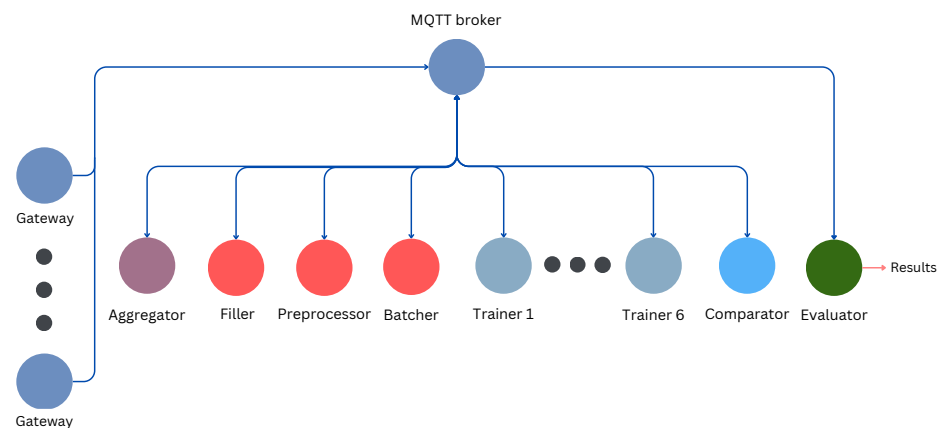 MQTT broker
Gateway
Aggregator
Filler
Preprocessor
Batcher
Trainer 1
Trainer 6
Comparator
Evaluator
Results
Gateway